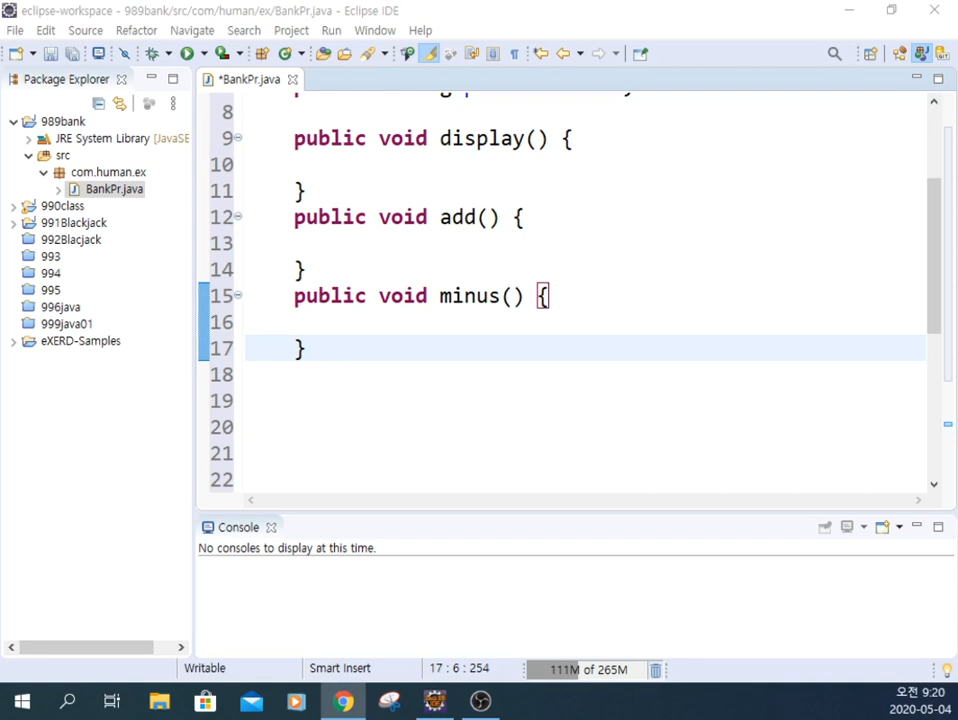 eclipse-workspace - 989bank/src/com/human/ex/BankPr.java - Eclipse IDE
File Edit Source Refactor Navigate Search Project Run Window Help
Package Explorer
*BankPr.java
989bank
JRE System Library [JavaSE
src
com.human.ex
BankPr.java
990class
991Blackjack
992Blacjack
993
994
995
996java
999java01
eXERD-Samples
8
9 public void display() {
10
11 }
12 public void add() {
13
14 }
15 public void minus() {
16
17 }
18
19
20
21
22
Console
No consoles to display at this time.
Writable Smart Insert 17 : 6 : 254 111M of 265M
오전 9:20
2020-05-04